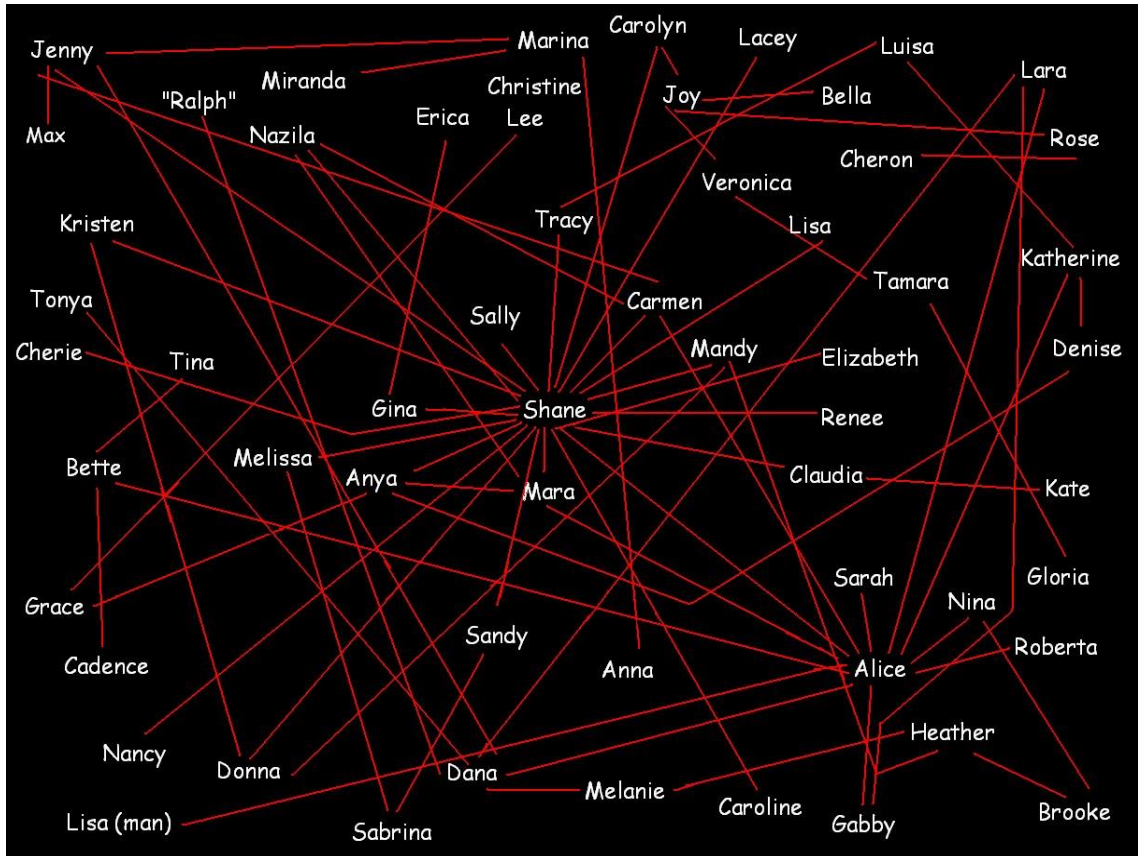 Jenny
Marina
Carolyn
Lacey
Luisa
Lara
Miranda
Christine
"Ralph"
Joy
Bella
Max
Nazila
Erica
Lee
Rose
Cheron
Veronica
Kristen
Tracy
Lisa
Katherine
Tamara
Tonya
Carmen
Sally
Cherie
Tina
Mandy
Elizabeth
Denise
Gina
Shane
Renee
Bette
Melissa
Anya
Mara
Claudia
Kate
Sarah
Gloria
Nina
Grace
Sandy
Roberta
Cadence
Anna
Alice
Heather
Nancy
Donna
Dana
Melanie
Caroline
Brooke
Lisa (man)
Sabrina
Gabby